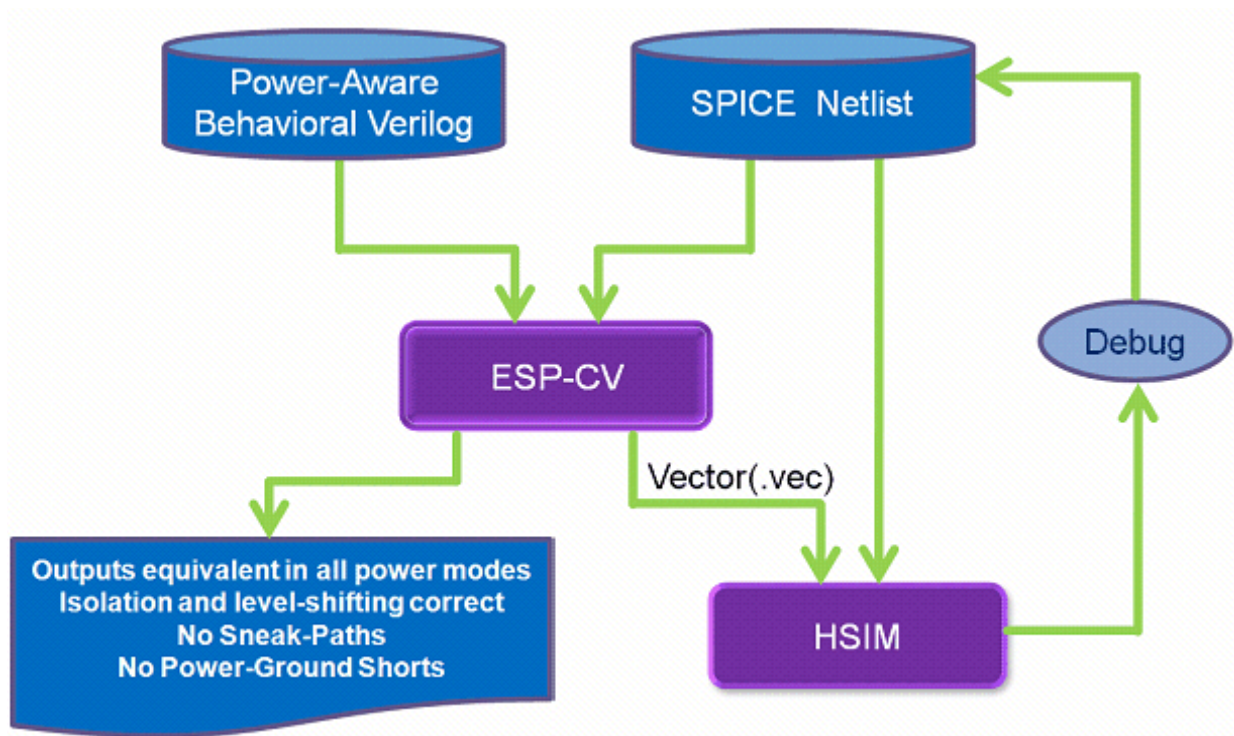 Power-Aware
Behavioral Verilog
SPICE Netlist
Debug
ESP-CV
Vector(.vec)
Outputs equivalent in all power modes
Isolation and level-shifting correct
No Sneak-Paths
No Power-Ground Shorts
HSIM